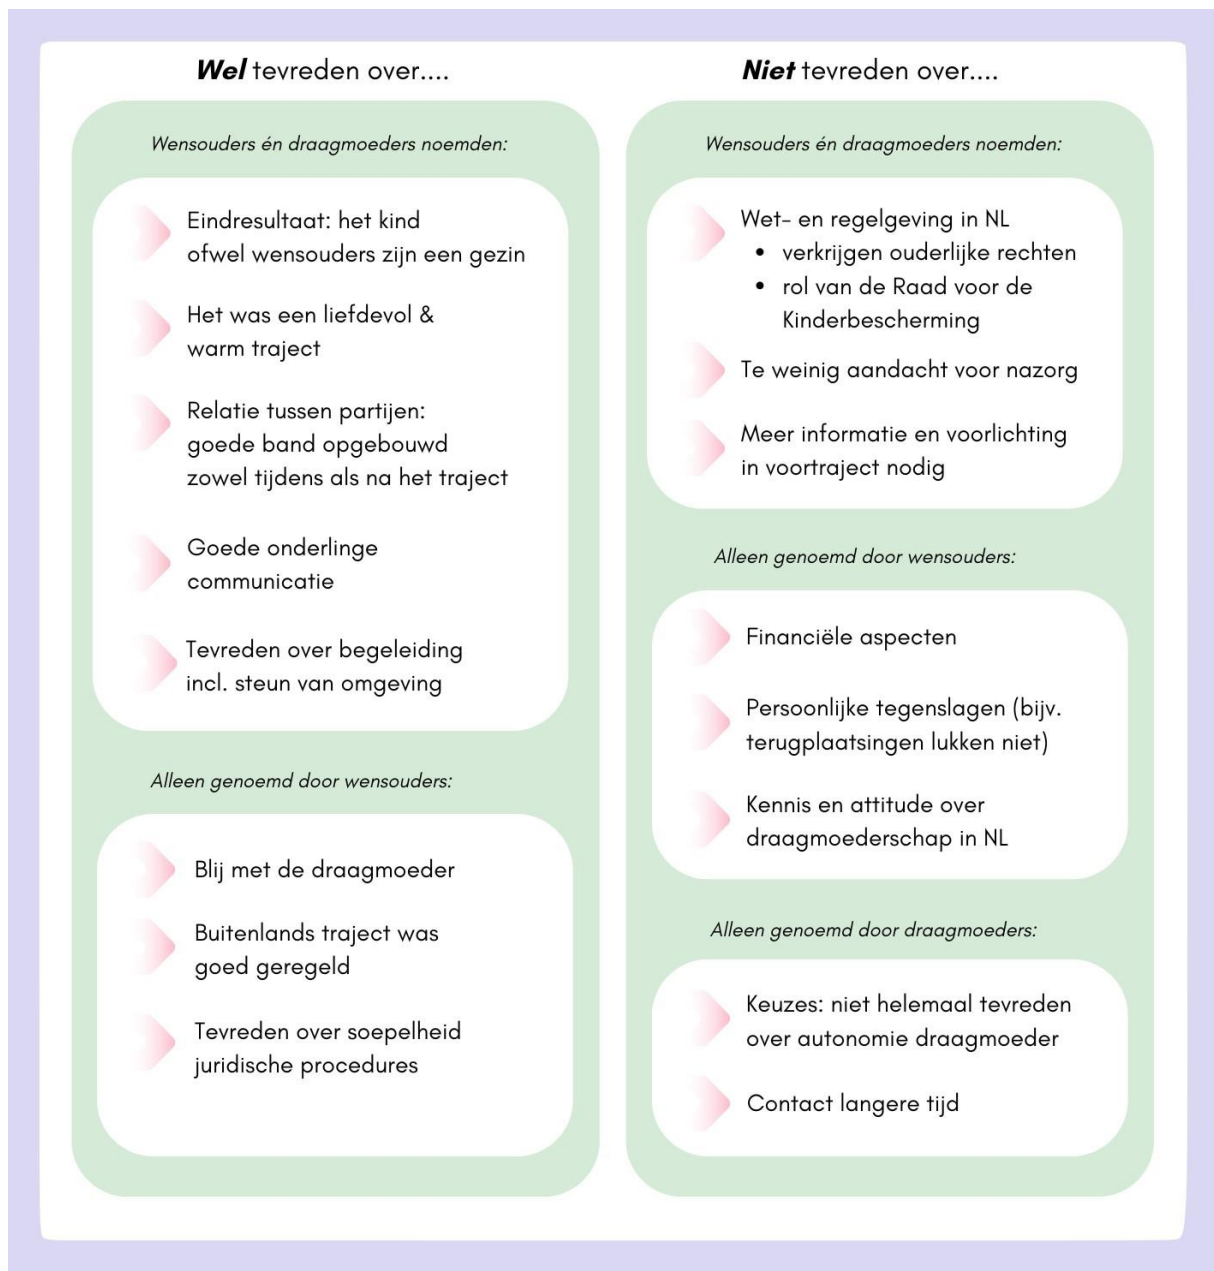 Wel tevreden over....
Wensouders én draagmoeders noemden:
Eindresultaat: het kind
ofwel wensouders zijn een gezin
Het was een liefdevol &
warm traject
Relatie tussen partijen:
goede band opgebouwd
zowel tijdens als na het traject
Goede onderlinge
communicatie
Tevreden over begeleiding
incl. steun van omgeving
Alleen genoemd door wensouders:
Blij met de draagmoeder
Buitenlands traject was
goed geregeld
Tevreden over soepelheid
juridische procedures
Niet tevreden over....
Wensouders én draagmoeders noemden:
Wet- en regelgeving in NL
• verkrijgen ouderlijke rechten
• rol van de Raad voor de
Kinderbescherming
Te weinig aandacht voor nazorg
Meer informatie en voorlichting
in voortraject nodig
Alleen genoemd door wensouders:
Financiële aspecten
Persoonlijke tegenslagen (bijv.
terugplaatsingen lukken niet)
Kennis en attitude over
draagmoederschap in NL
Alleen genoemd door draagmoeders:
Keuzes: niet helemaal tevreden
over autonomie draagmoeder
Contact langere tijd